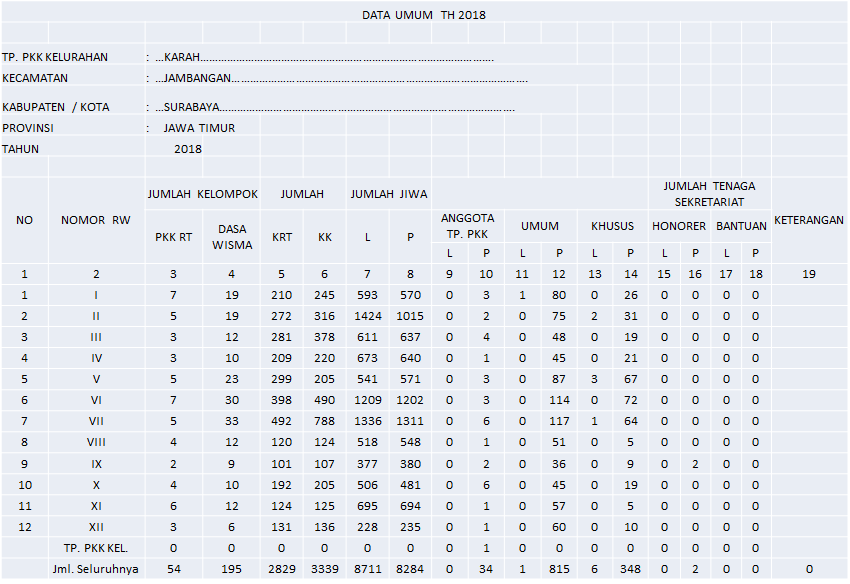 DATA UMUM TH 2018
TP. PKK KELURAHAN : …KARAH……………………………………………………………………………………….
KECAMATAN : …JAMBANGAN……………………………………………………………………………………….
KABUPATEN / KOTA : …SURABAYA……………………………………………………………………………………….
PROVINSI : JAWA TIMUR
TAHUN 2018
NO NOMOR RW JUMLAH KELOMPOK JUMLAH JUMLAH JIWA JUMLAH TENAGA SEKRETARIAT KETERANGAN
PKK RT DASA WISMA KRT KK L P ANGGOTA TP. PKK UMUM KHUSUS HONORER BANTUAN
L P L P L P L P L P
1 2 3 4 5 6 7 8 9 10 11 12 13 14 15 16 17 18 19
1 I 7 19 210 245 593 570 0 3 1 80 0 26 0 0 0 0
2 II 5 19 272 316 1424 1015 0 2 0 75 2 31 0 0 0 0
3 III 3 12 281 378 611 637 0 4 0 48 0 19 0 0 0 0
4 IV 3 10 209 220 673 640 0 1 0 45 0 21 0 0 0 0
5 V 5 23 299 205 541 571 0 3 0 87 3 67 0 0 0 0
6 VI 7 30 398 490 1209 1202 0 3 0 114 0 72 0 0 0 0
7 VII 5 33 492 788 1336 1311 0 6 0 117 1 64 0 0 0 0
8 VIII 4 12 120 124 518 548 0 1 0 51 0 5 0 0 0 0
9 IX 2 9 101 107 377 380 0 2 0 36 0 9 0 2 0 0
10 X 4 10 192 205 506 481 0 6 0 45 0 19 0 0 0 0
11 XI 6 12 124 125 695 694 0 1 0 57 0 5 0 0 0 0
12 XII 3 6 131 136 228 235 0 1 0 60 0 10 0 0 0 0
TP. PKK KEL. 0 0 0 0 0 0 0 1 0 0 0 0 0 0 0 0
Jml. Seluruhnya 54 195 2829 3339 8711 8284 0 34 1 815 6 348 0 2 0 0 0